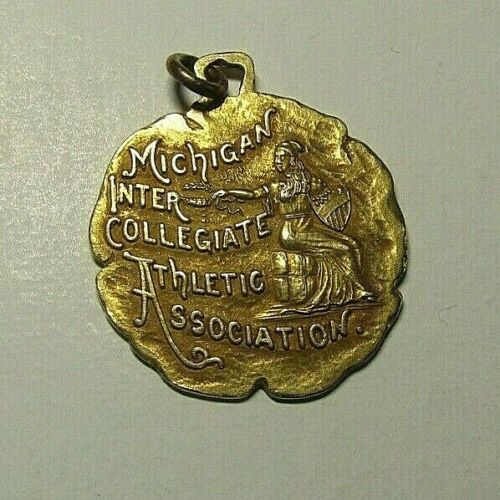 MICHIGAN
INTER
COLLEGIATE
ATHLETIC
ASSOCIATION.